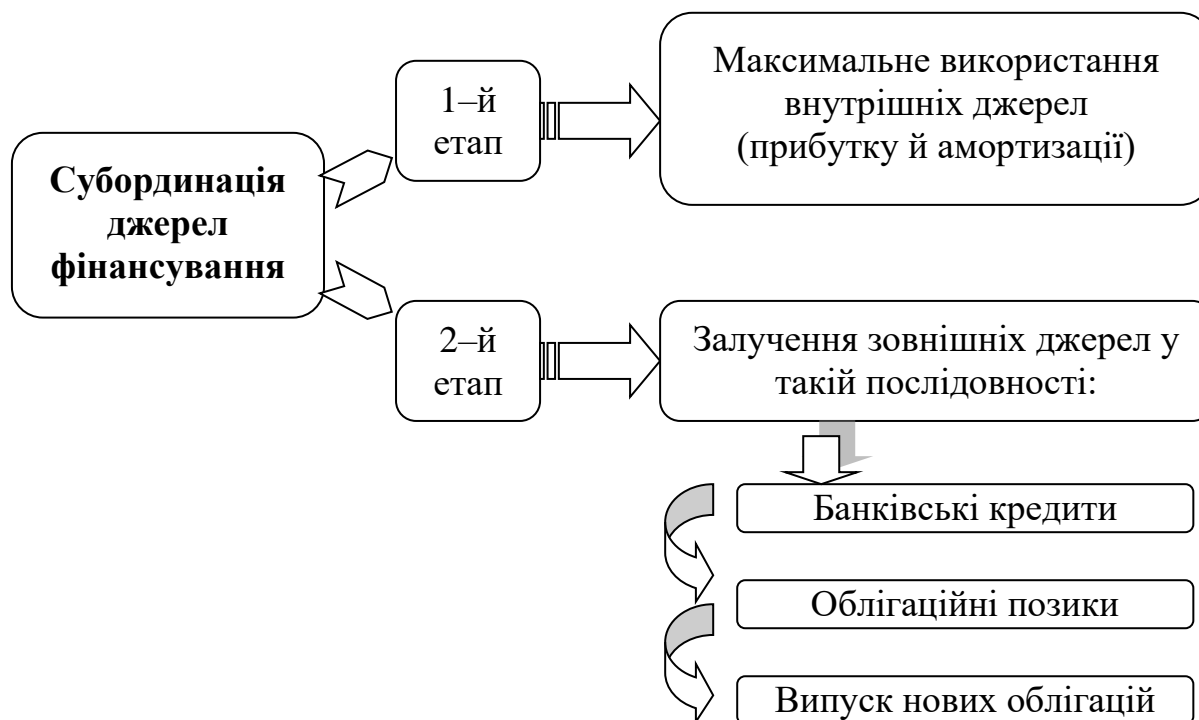 Субординація
джерел
фінансування
1–й
етап
Максимальне використання
внутрішніх джерел
(прибутку й амортизації)
2–й
етап
Залучення зовнішніх джерел у
такій послідовності:
Банківські кредити
Облігаційні позики
Випуск нових облігацій